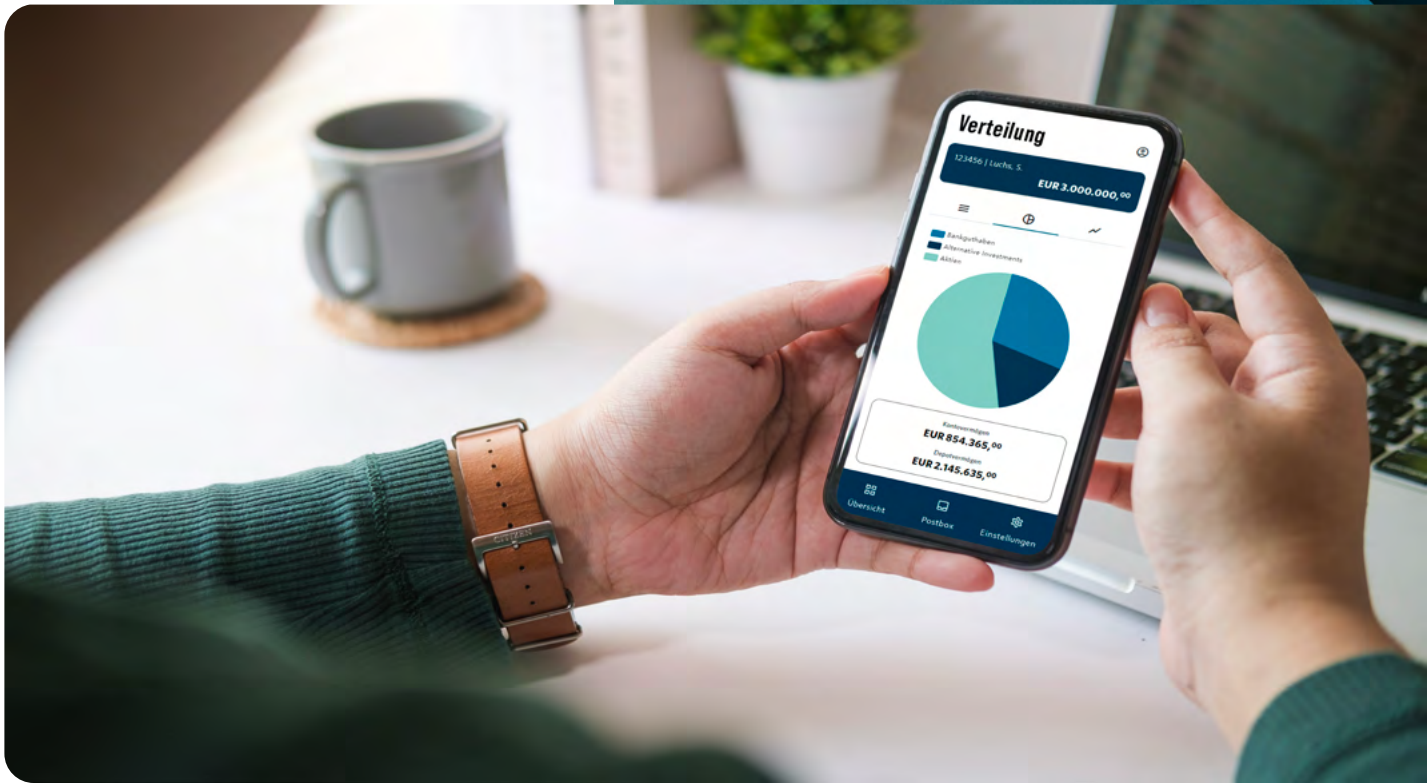 Verteilung
123456 | Luchs, S.
EUR 3.000.000,00
Bankguthaben
Alternative Investments
Aktien
Kontovermögen
EUR 854.365,00
Depotvermögen
EUR 2.145.635,00
Übersicht
Postbox
Einstellungen
CITIZEN